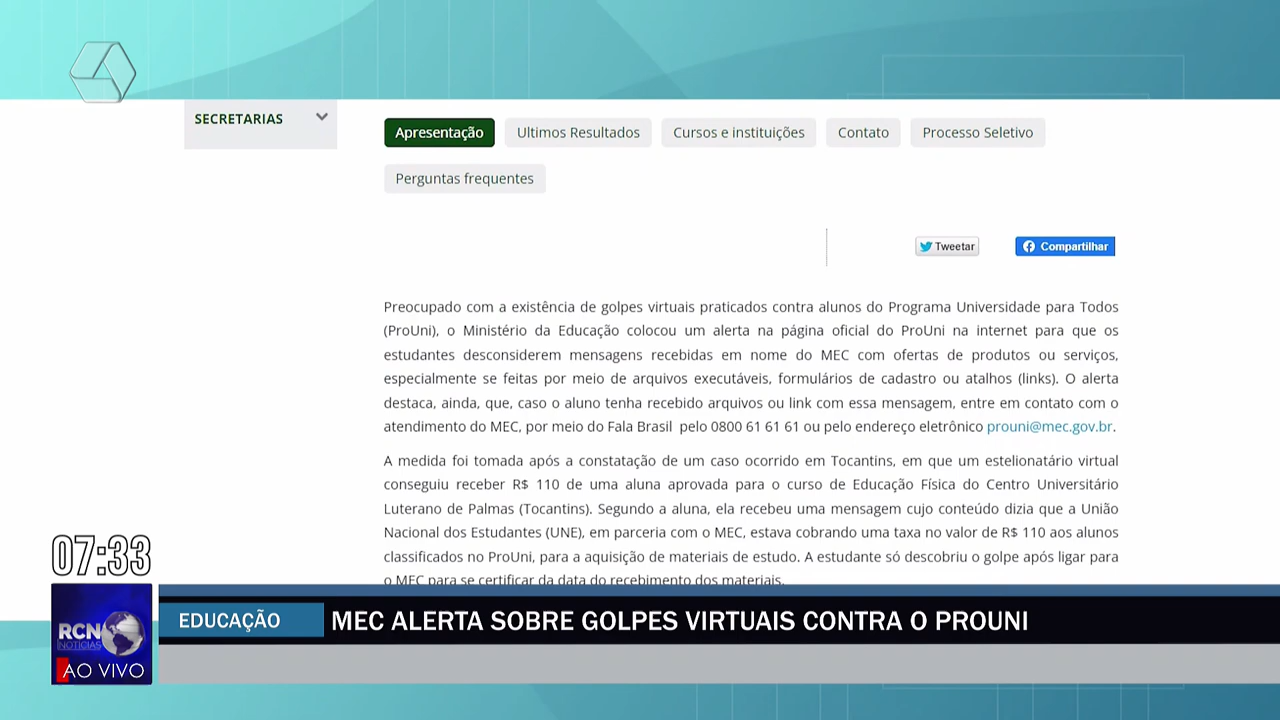 SECRETARIAS
Apresentação
Ultimos Resultados
Cursos e instituições
Contato
Processo Seletivo
Perguntas frequentes
Tweetar
Compartilhar
Preocupado com a existência de golpes virtuais praticados contra alunos do Programa Universidade para Todos
(ProUni), o Ministério da Educação colocou um alerta na página oficial do ProUni na internet para que os
estudantes desconsiderem mensagens recebidas em nome do MEC com ofertas de produtos ou serviços,
especialmente se feitas por meio de arquivos executáveis, formulários de cadastro ou atalhos (links). O alerta
destaca, ainda, que, caso o aluno tenha recebido arquivos ou link com essa mensagem, entre em contato com o
atendimento do MEC, por meio do Fala Brasil pelo 0800 61 61 61 ou pelo endereço eletrônico prouni@mec.gov.br.
A medida foi tomada após a constatação de um caso ocorrido em Tocantins, em que um estelionatário virtual
conseguiu receber R$ 110 de uma aluna aprovada para o curso de Educação Física do Centro Universitário
Luterano de Palmas (Tocantins). Segundo a aluna, ela recebeu uma mensagem cujo conteúdo dizia que a União
Nacional dos Estudantes (UNE), em parceria com o MEC, estava cobrando uma taxa no valor de R$ 110 aos alunos
classificados no ProUni, para a aquisição de materiais de estudo. A estudante só descobriu o golpe após ligar para
o MEC para se certificar da data do recebimento dos materiais.
07:33
RCN
NOTÍCIAS
AO VIVO
EDUCAÇÃO
MEC ALERTA SOBRE GOLPES VIRTUAIS CONTRA O PROUNI